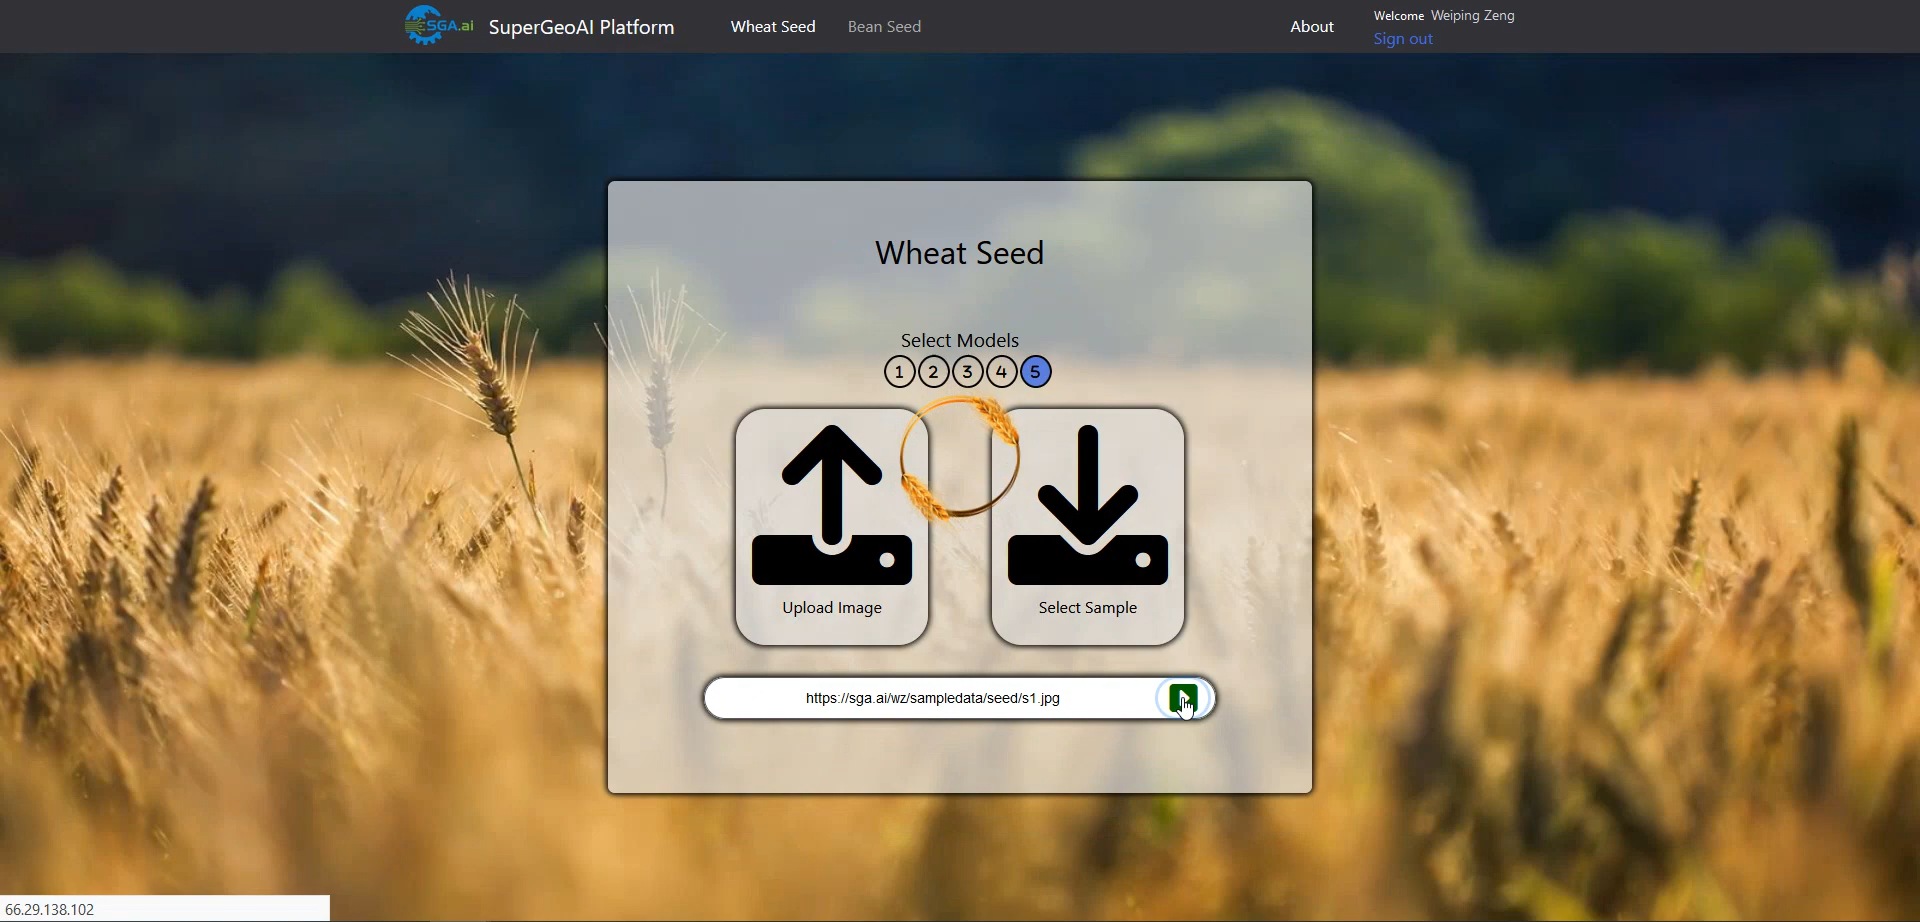 SGA.ai SuperGeoAI Platform Wheat Seed Bean Seed About Welcome Weiping Zeng
Sign out
Wheat Seed
Select Models
1 2 3 4 5
Upload Image Select Sample
https://sga.ai/wz/sampledata/seed/s1.jpg
66.29.138.102